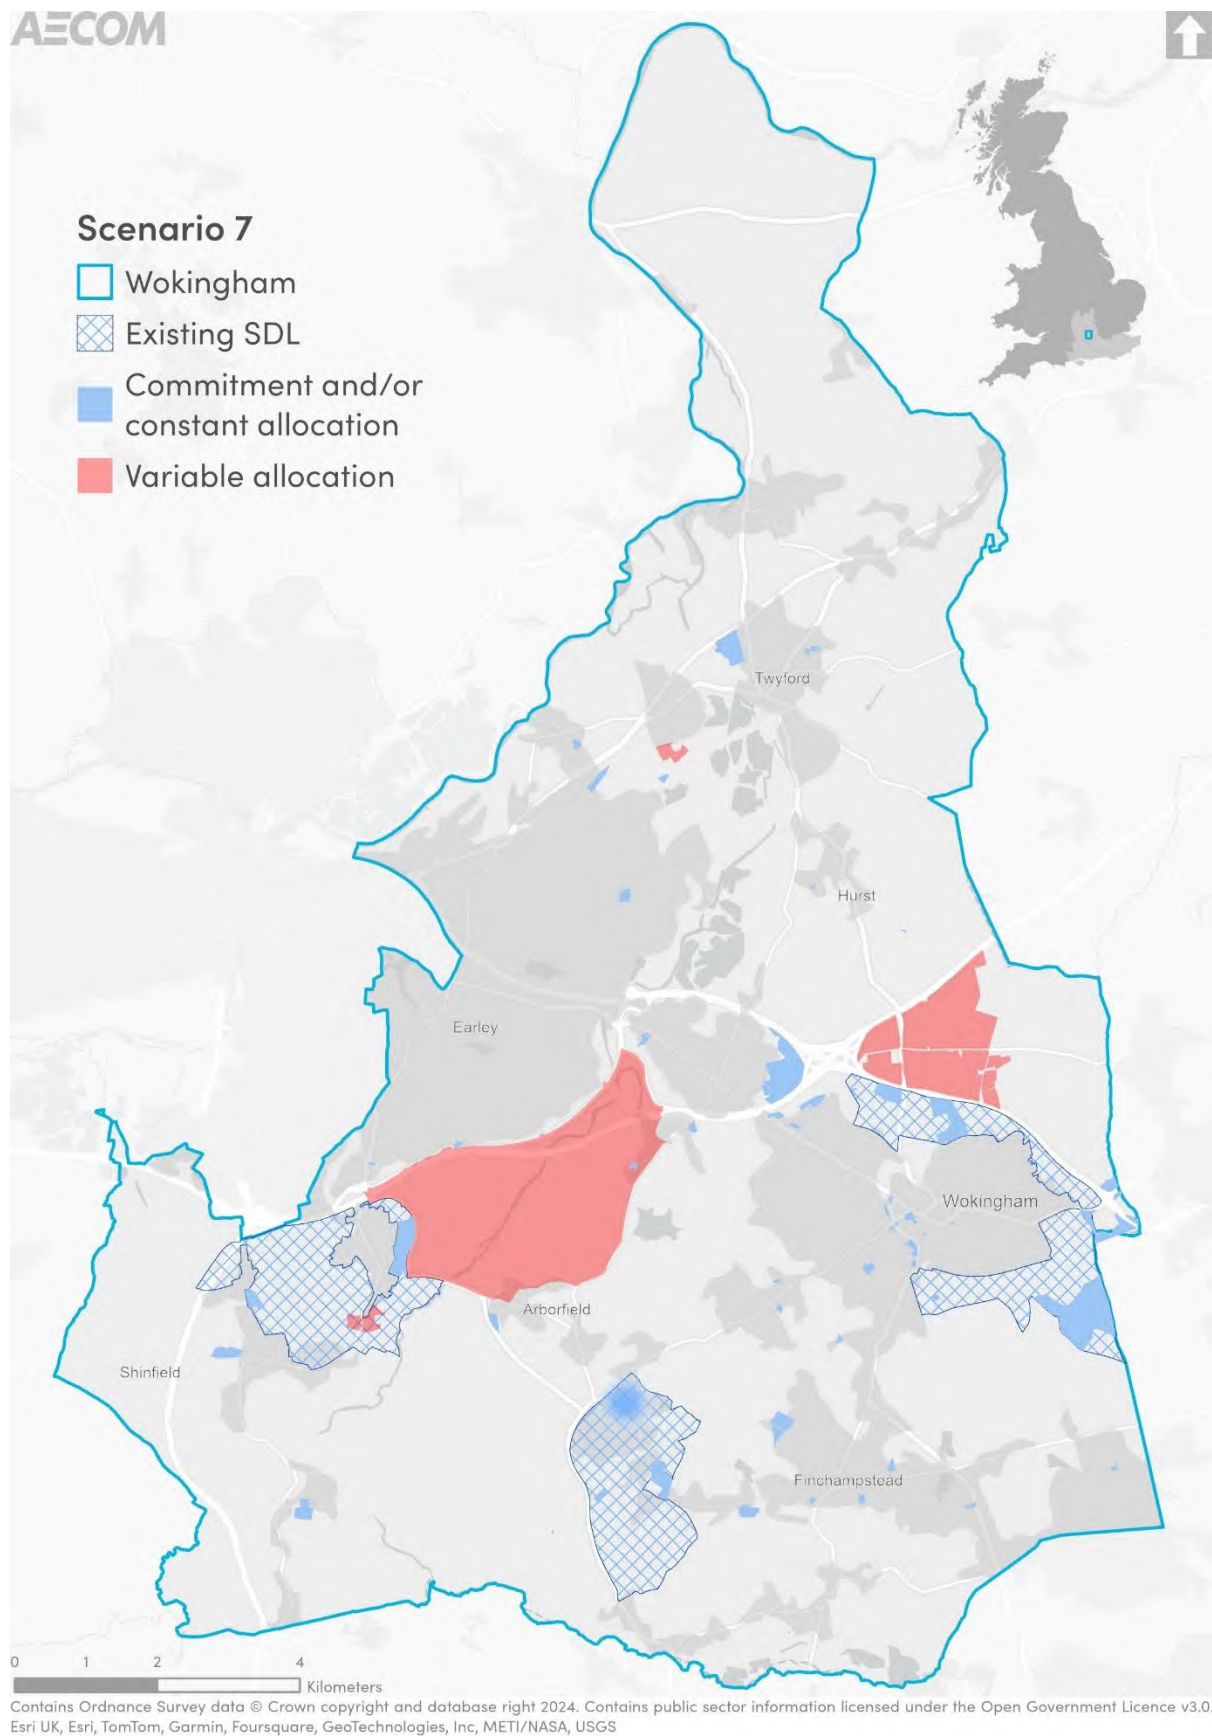 AECOM
Scenario 7
Wokingham
Existing SDL
Commitment and/or
constant allocation
Variable allocation
Twyford
Hurst
Earley
Wokingham
Arborfield
Shinfield
Finchampstead
0 1 2 4
Kilometers
Contains Ordnance Survey data © Crown copyright and database right 2024. Contains public sector information licensed under the Open Government Licence v3.0.
Esri UK, Esri, TomTom, Garmin, Foursquare, GeoTechnologies, Inc, METI/NASA, USGS